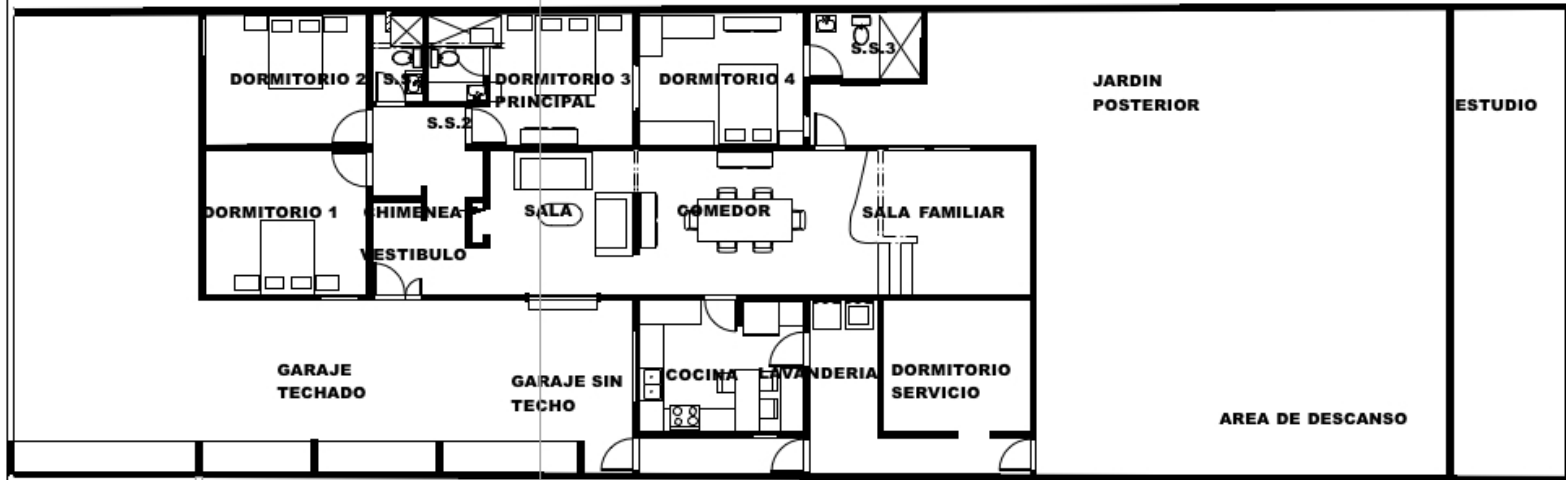 DORMITORIO 2
S.S.
S.S.2
DORMITORIO 3
PRINCIPAL
DORMITORIO 4
S.S.3
JARDIN
POSTERIOR
ESTUDIO
DORMITORIO 1
CHIMENEA
VESTIBULO
SALA
COMEDOR
SALA FAMILIAR
GARAJE
TECHADO
GARAJE SIN
TECHO
COCINA
LAVANDERIA
DORMITORIO
SERVICIO
AREA DE DESCANSO